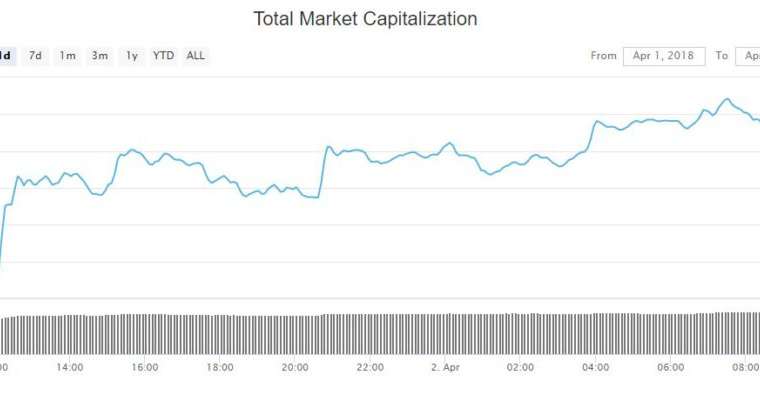 Total Market Capitalization
1d 7d 1m 3m 1y YTD ALL From Apr 1, 2018 To Ap
14:00 16:00 18:00 20:00 22:00 2. Apr 02:00 04:00 06:00 08:00